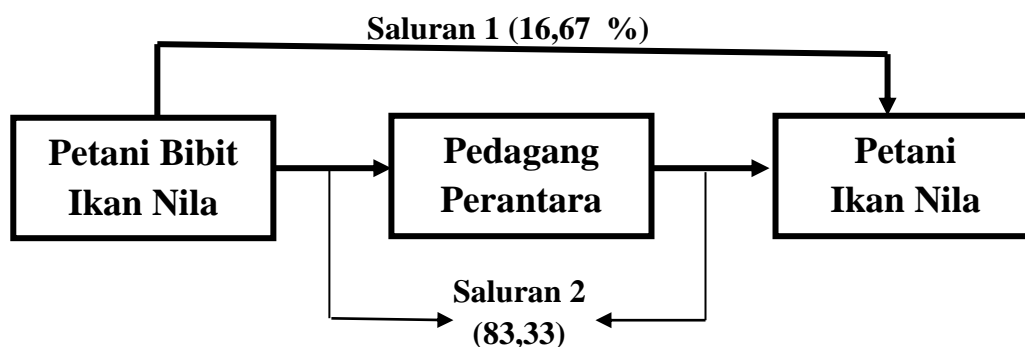 Saluran 1 (16,67 %)
Petani Bibit
Ikan Nila
Pedagang
Perantara
Petani
Ikan Nila
Saluran 2
(83,33)